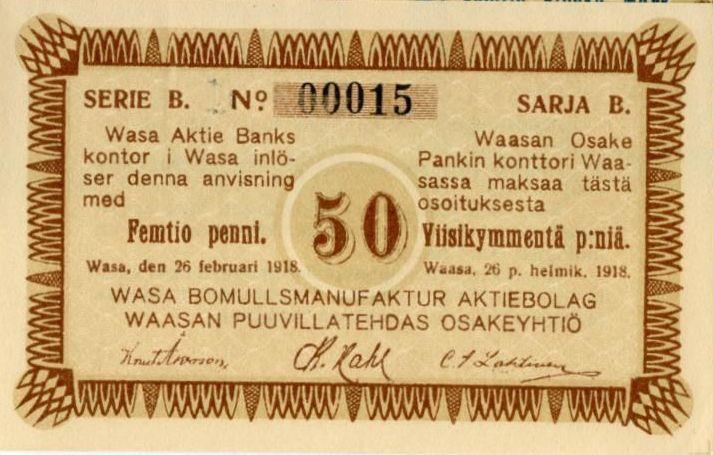 SERIE B. Nº 00015 SARJA B.
Wasa Aktie Banks
kontor i Wasa inlö-
ser denna anvisning
med
Femtio penni.
Wasa, den 26 februari 1918.
50
Waasan Osake
Pankin konttori Waa-
sassa maksaa tästä
osoituksesta
Yiisikymmentä p:niä.
Waasa, 26 p. helmik. 1918.
WASA BOMULLSMANUFAKTUR AKTIEBOLAG
WAASAN PUUVILLATEHDAS OSAKEYHTIÖ